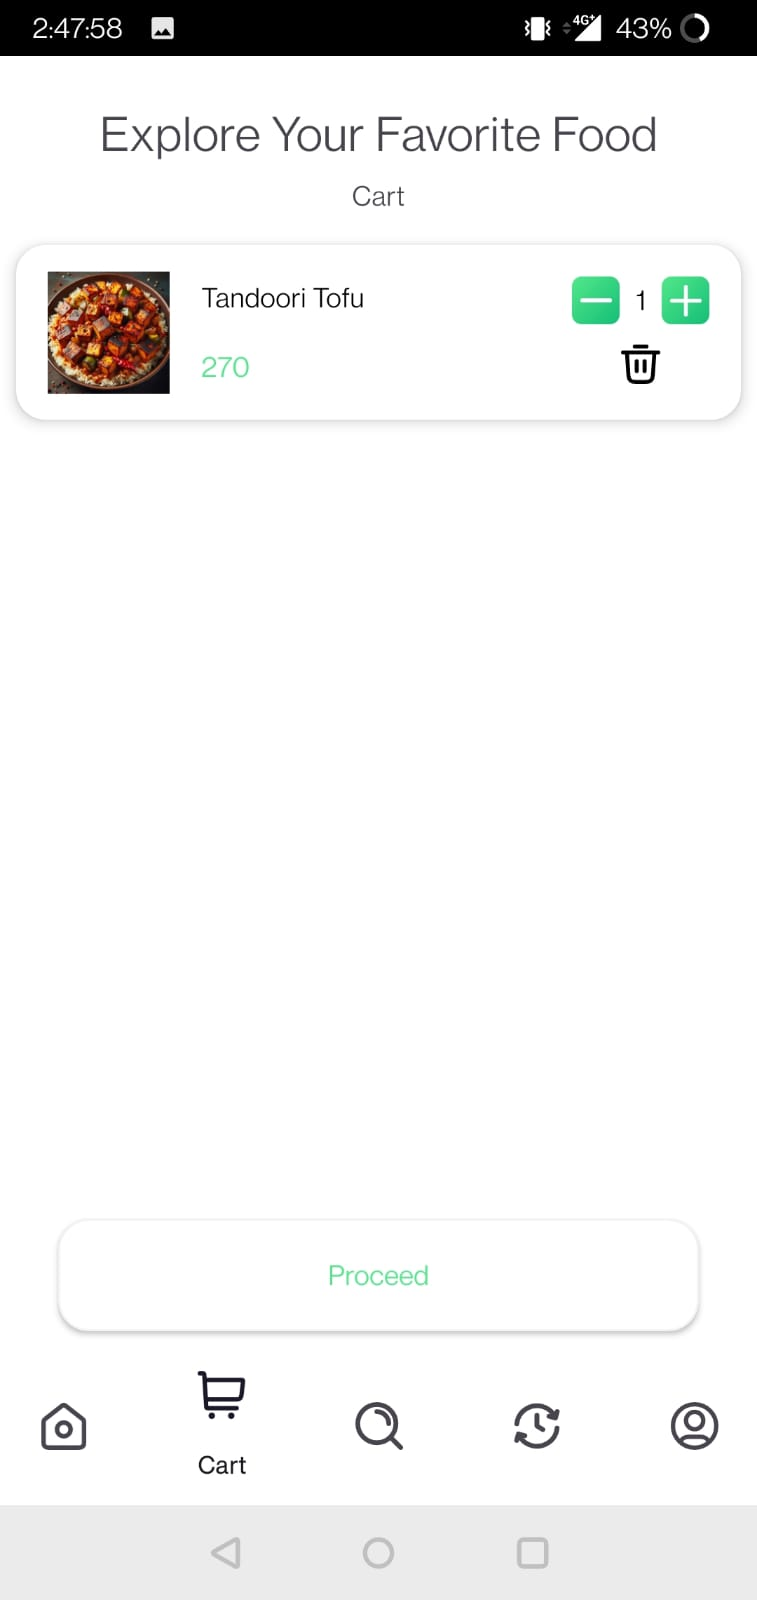 2:47:58
4G+
43%
Explore Your Favorite Food
Cart
Tandoori Tofu
1
270
Proceed
Cart